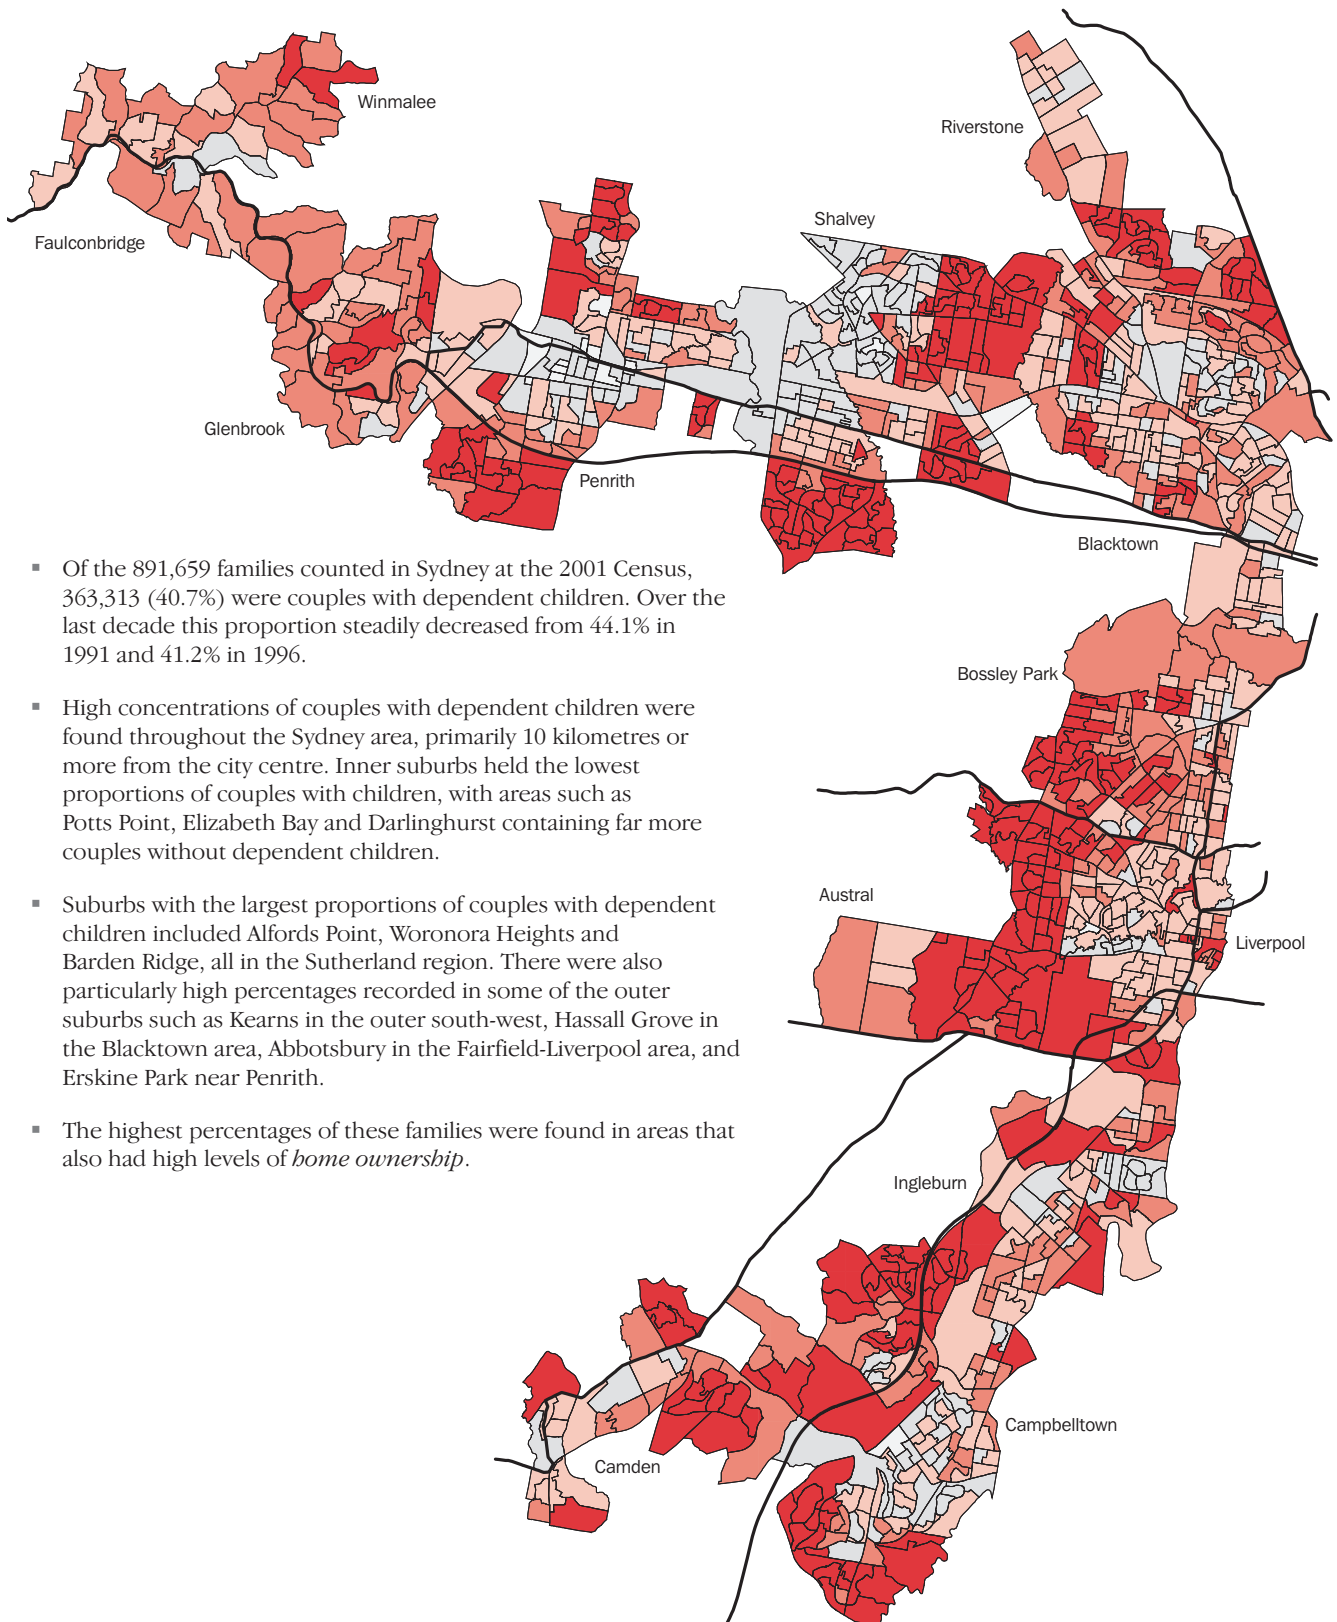 Winmalee
Riverstone
Shalvey
Faulconbridge
Glenbrook
Penrith
Blacktown
▪ Of the 891,659 families counted in Sydney at the 2001 Census,
363,313 (40.7%) were couples with dependent children. Over the
last decade this proportion steadily decreased from 44.1% in
1991 and 41.2% in 1996.
▪ High concentrations of couples with dependent children were
found throughout the Sydney area, primarily 10 kilometres or
more from the city centre. Inner suburbs held the lowest
proportions of couples with children, with areas such as
Potts Point, Elizabeth Bay and Darlinghurst containing far more
couples without dependent children.
▪ Suburbs with the largest proportions of couples with dependent
children included Alfords Point, Woronora Heights and
Barden Ridge, all in the Sutherland region. There were also
particularly high percentages recorded in some of the outer
suburbs such as Kearns in the outer south-west, Hassall Grove in
the Blacktown area, Abbotsbury in the Fairfield-Liverpool area, and
Erskine Park near Penrith.
▪ The highest percentages of these families were found in areas that
also had high levels of home ownership.
Bossley Park
Austral
Liverpool
Ingleburn
Campbelltown
Camden